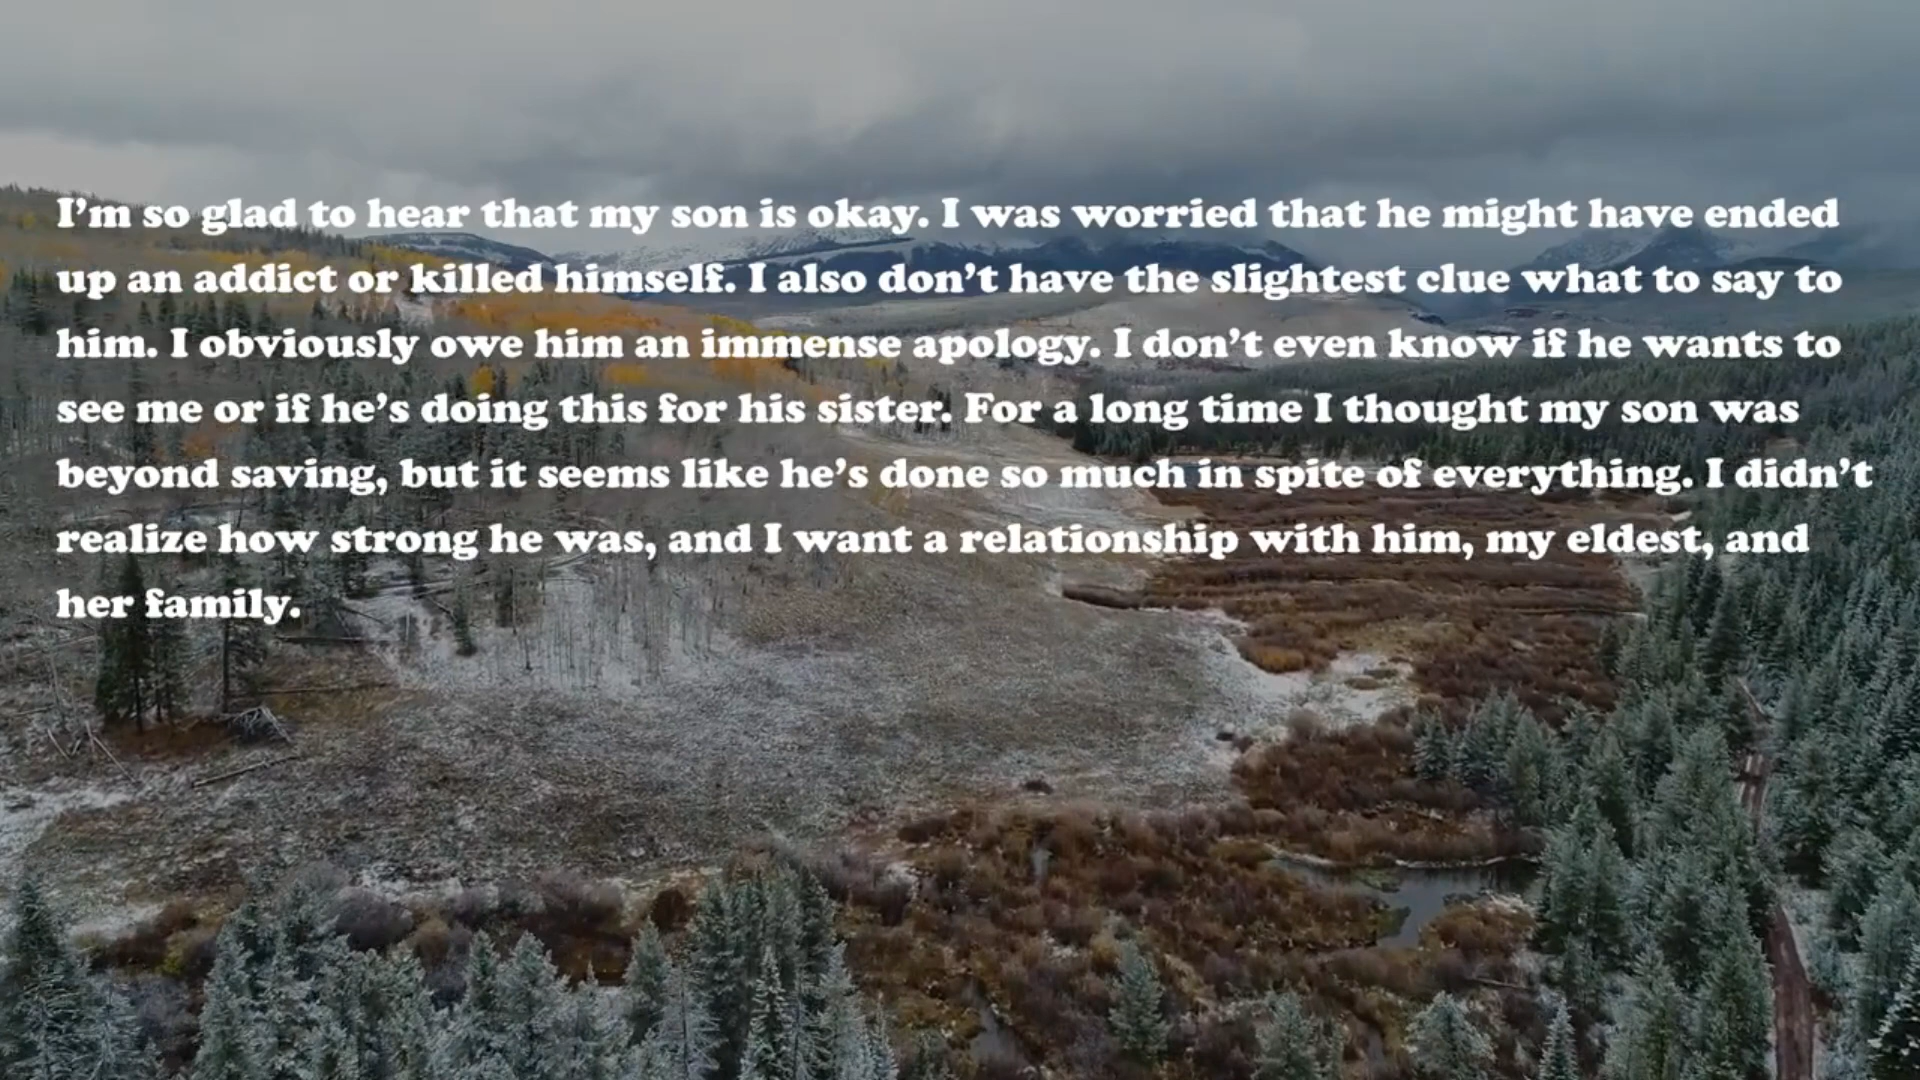 I’m so glad to hear that my son is okay. I was worried that he might have ended
up an addict or killed himself. I also don’t have the slightest clue what to say to
him. I obviously owe him an immense apology. I don’t even know if he wants to
see me or if he’s doing this for his sister. For a long time I thought my son was
beyond saving, but it seems like he’s done so much in spite of everything. I didn’t
realize how strong he was, and I want a relationship with him, my eldest, and
her family.